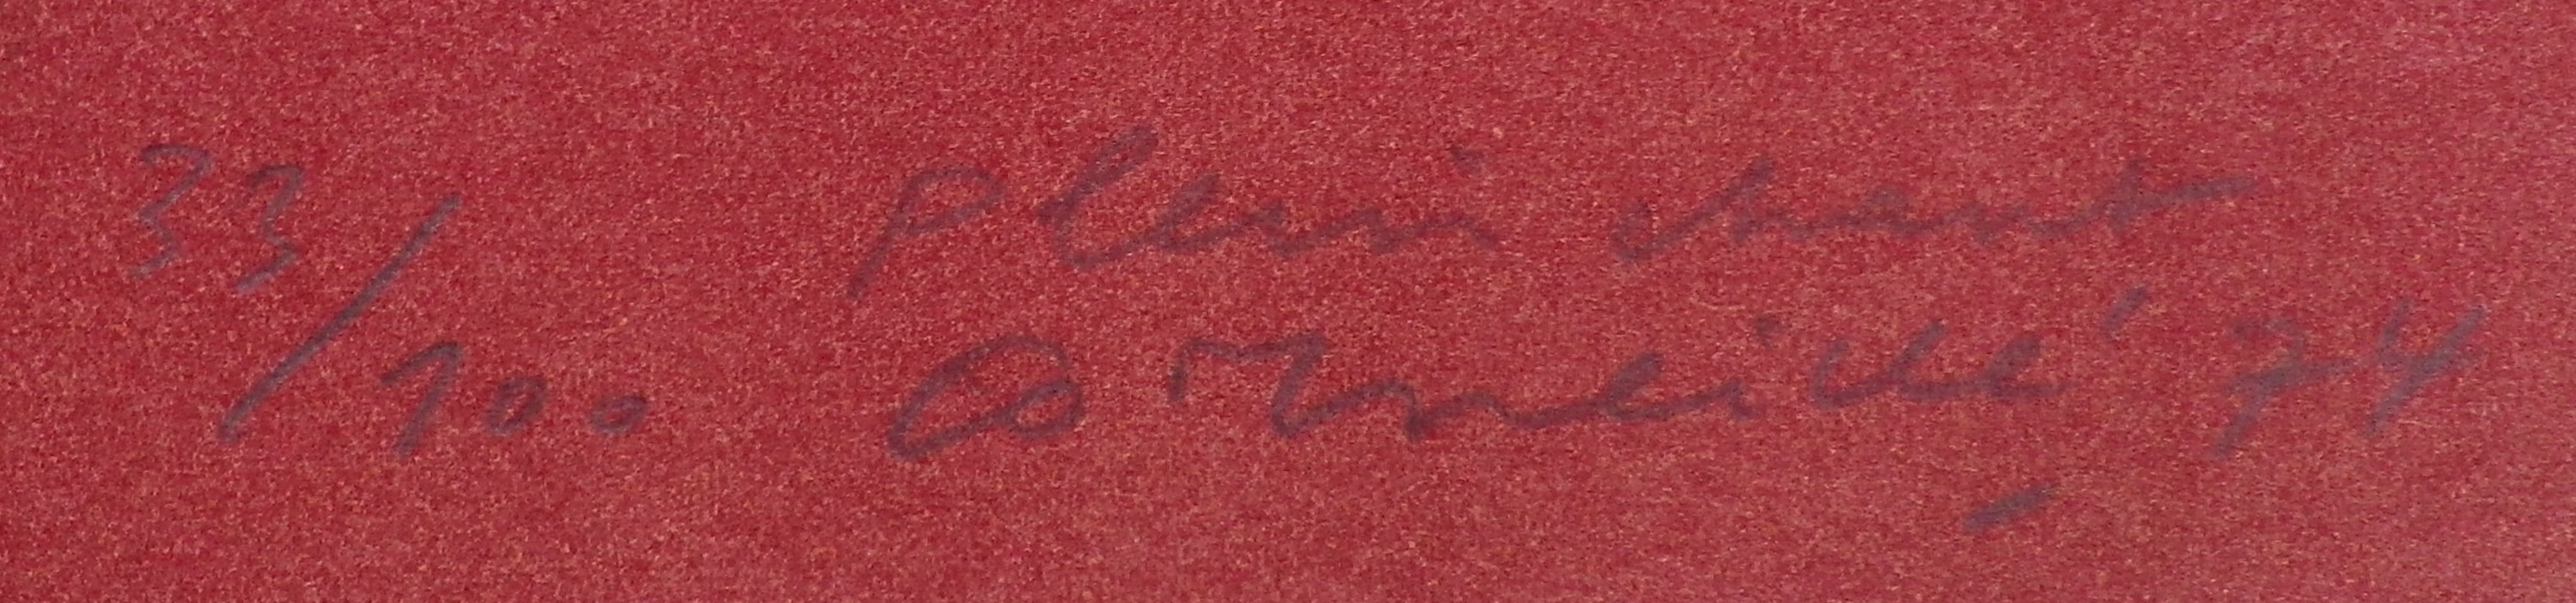 33/100 Plein chant
Corneille '74